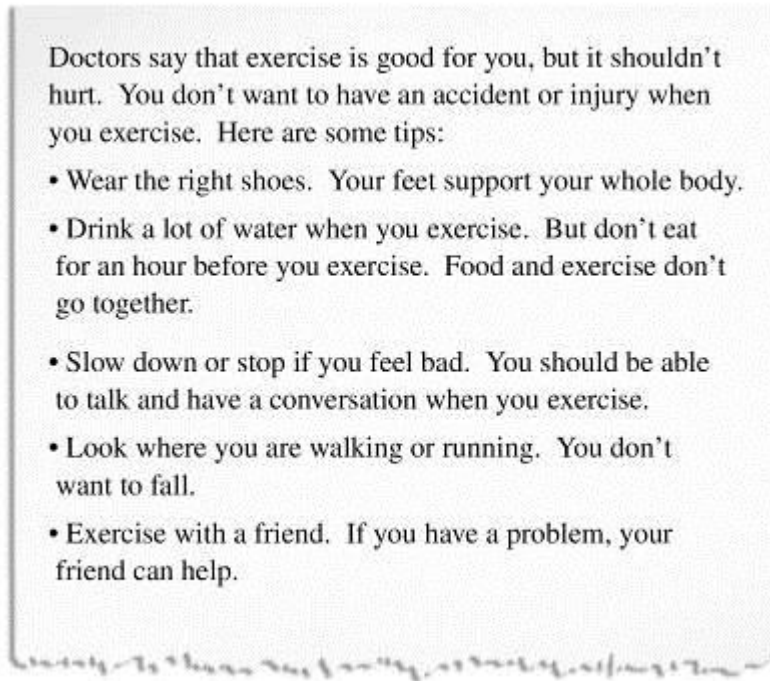 Doctors say that exercise is good for you, but it shouldn't
hurt. You don't want to have an accident or injury when
you exercise. Here are some tips:
• Wear the right shoes. Your feet support your whole body.
• Drink a lot of water when you exercise. But don't eat
for an hour before you exercise. Food and exercise don't
go together.
• Slow down or stop if you feel bad. You should be able
to talk and have a conversation when you exercise.
• Look where you are walking or running. You don't
want to fall.
• Exercise with a friend. If you have a problem, your
friend can help.